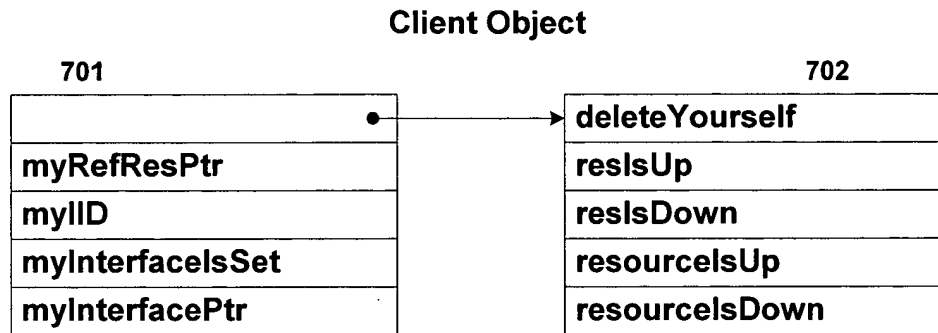 Client Object
701
702
deleteYourself
myRefResPtr
resIsUp
myIID
resIsDown
myInterfaceIsSet
resourceIsUp
myInterfacePtr
resourceIsDown